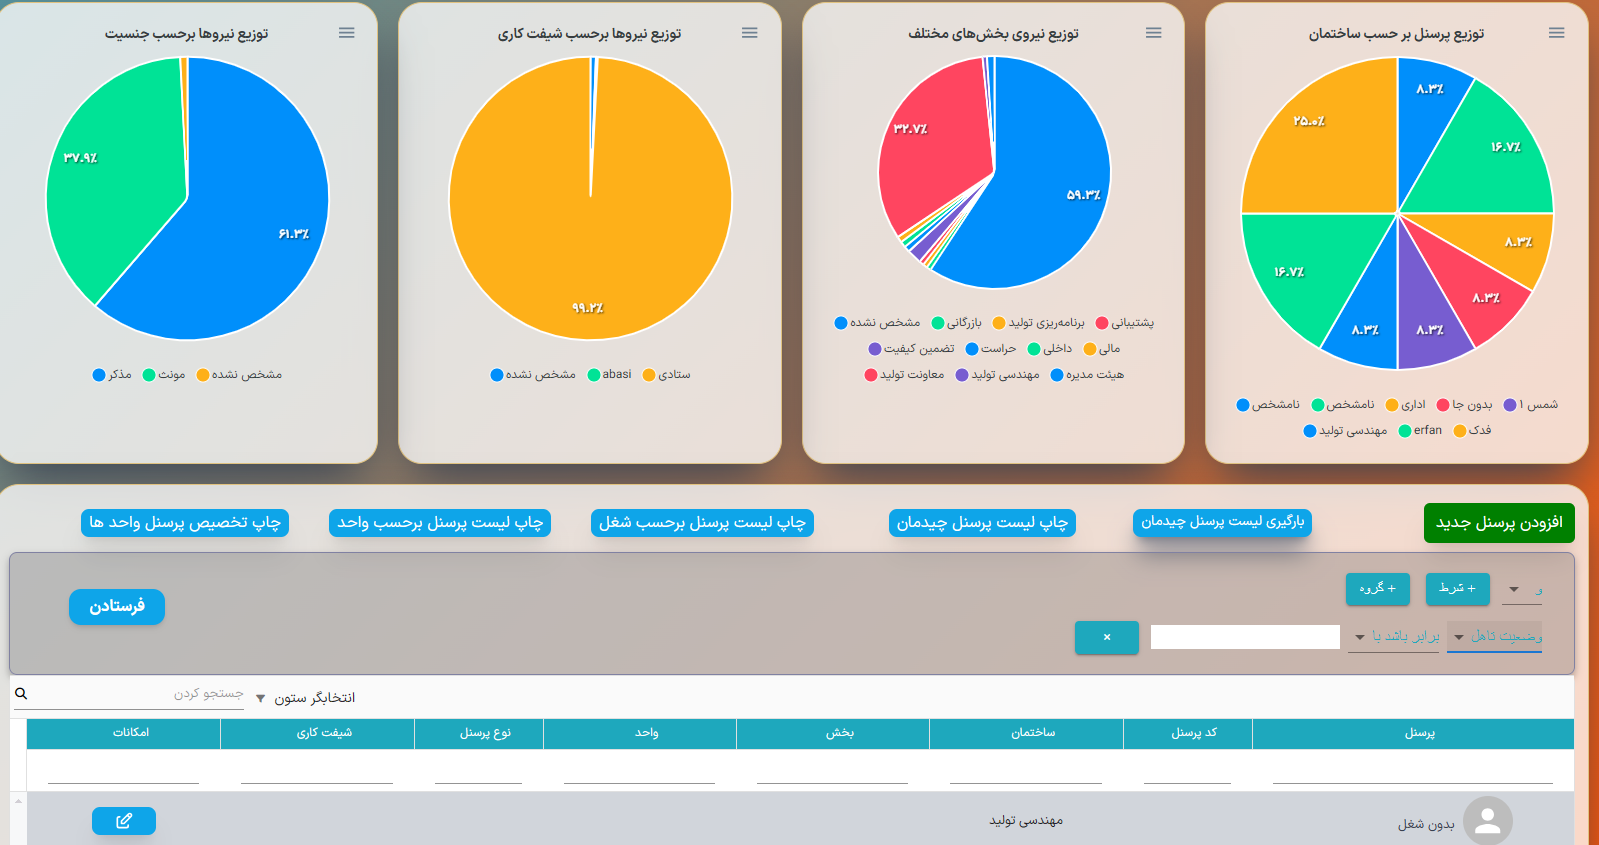 توزیع پرسنل بر حسب ساختمان
۸.۳٪
۱۶.۷٪
۸.۳٪
۸.۳٪
۸.۳٪
۸.۳٪
۱۶.۷٪
۲۵.۰٪
نامشخص نامشخص اداری بدون جا شمس ۱
مهندسی تولید erfan فدک
توزیع نیروی بخش‌های مختلف
۵۹.۳٪
۳۲.۷٪
مشخص نشده بازرگانی برنامه‌ریزی تولید پشتیبانی
تضمین کیفیت حراست داخلی مالی
معاونت تولید مهندسی تولید هیئت مدیره
توزیع نیروها برحسب شیفت کاری
۹۹.۲٪
مشخص نشده abasi ستادی
توزیع نیروها برحسب جنسیت
۶۱.۳٪
۳۷.۹٪
مذکر مونث مشخص نشده
افزودن پرسنل جدید
بارگیری لیست پرسنل چیدمان
چاپ لیست پرسنل چیدمان
چاپ لیست پرسنل برحسب شغل
چاپ لیست پرسنل برحسب واحد
چاپ تخصیص پرسنل واحد ها
و + شرط + گروه
فرستادن
وضعیت تاهل برابر باشد با ×
انتخابگر ستون جستجو کردن
پرسنل کد پرسنل ساختمان بخش واحد نوع پرسنل شیفت کاری امکانات
بدون شغل مهندسی تولید